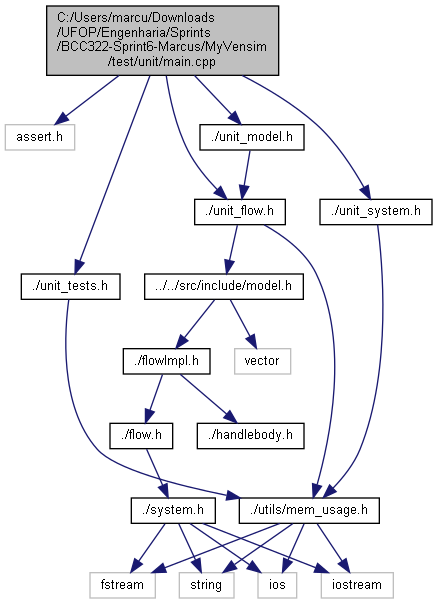 C:/Users/marcu/Downloads
/UFOP/Engenharia/Sprints
/BCC322-Sprint6-Marcus/MyVensim
/test/unit/main.cpp
assert.h
./unit_model.h
./unit_flow.h
./unit_system.h
./unit_tests.h
../../src/include/model.h
./flowImpl.h
vector
./flow.h
./handlebody.h
./system.h
./utils/mem_usage.h
fstream
string
ios
iostream